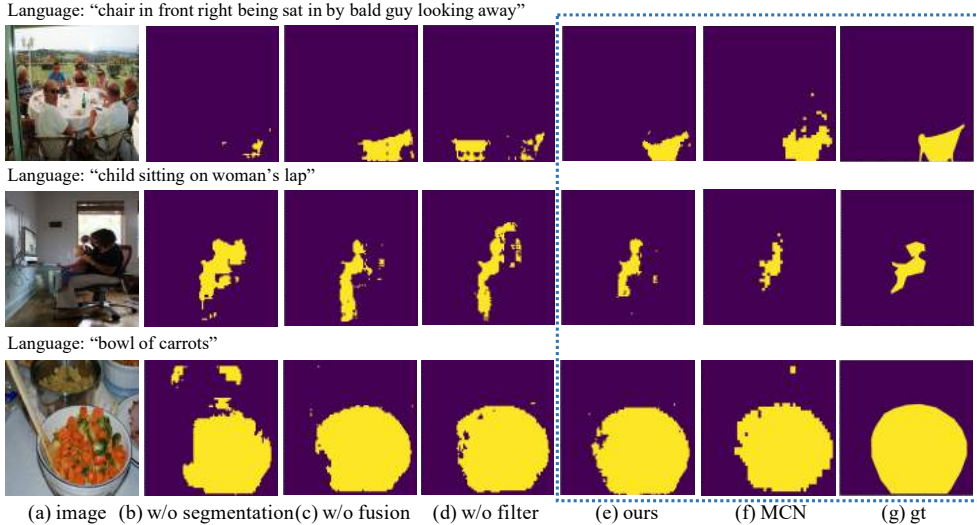 Language: “chair in front right being sat in by bald guy looking away”
Language: “child sitting on woman’s lap”
Language: “bowl of carrots”
(a) image (b) w/o segmentation (c) w/o fusion (d) w/o filter (e) ours (f) MCN (g) gt